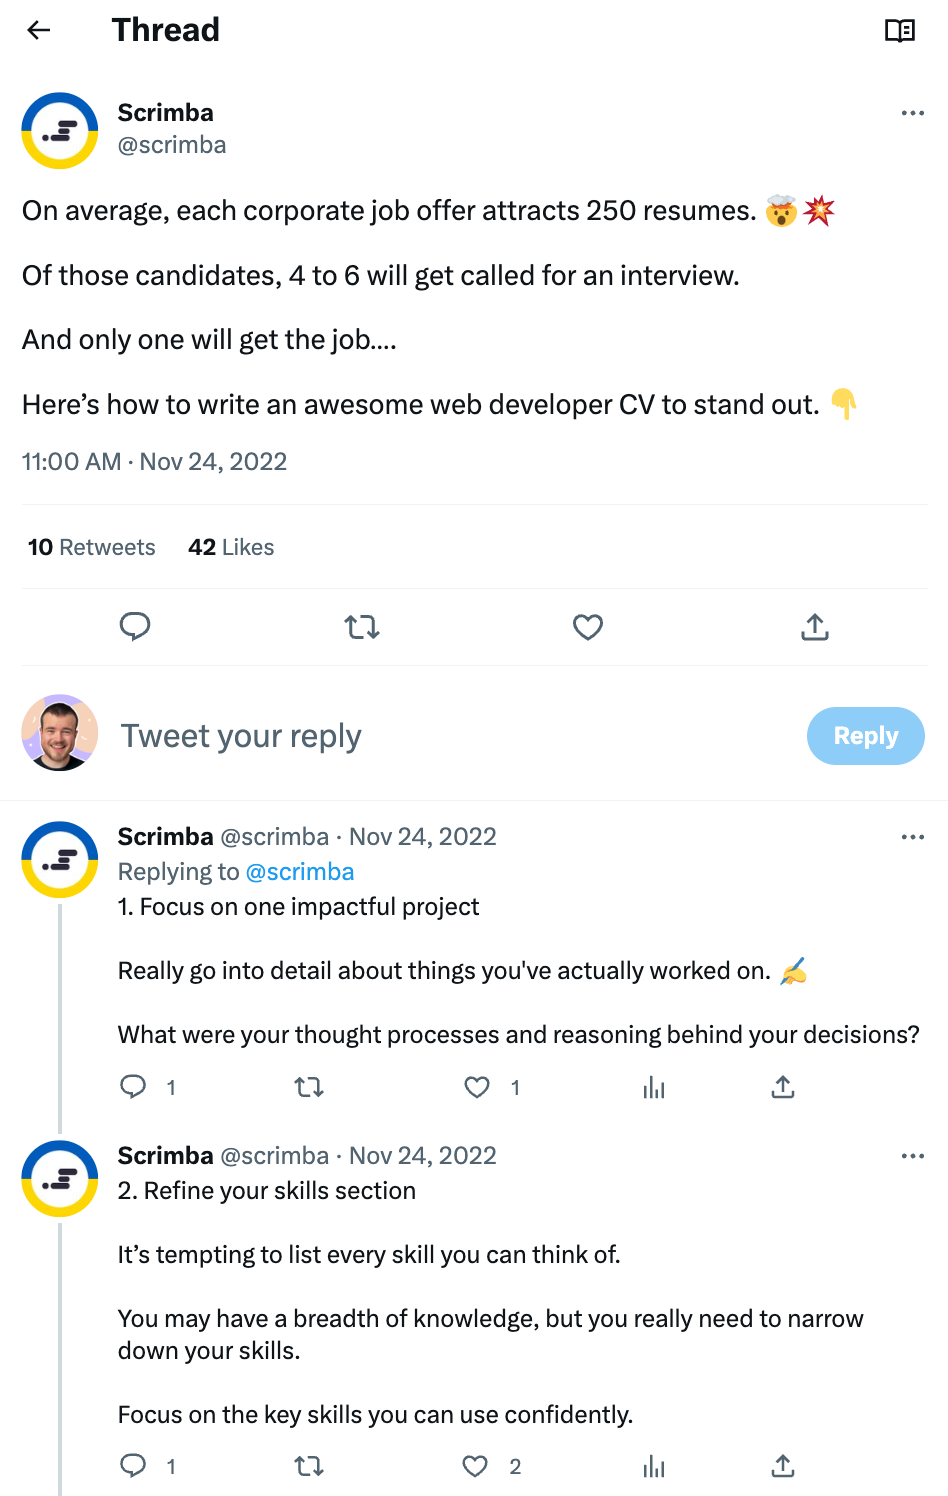 Thread
Scrimba
@scrimba
On average, each corporate job offer attracts 250 resumes. 🤯💥
Of those candidates, 4 to 6 will get called for an interview.
And only one will get the job....
Here’s how to write an awesome web developer CV to stand out. 👇
11:00 AM · Nov 24, 2022
10 Retweets 42 Likes
Tweet your reply
Reply
Scrimba @scrimba · Nov 24, 2022
Replying to @scrimba
1. Focus on one impactful project
Really go into detail about things you've actually worked on. ✍️
What were your thought processes and reasoning behind your decisions?
1 1
Scrimba @scrimba · Nov 24, 2022
2. Refine your skills section
It’s tempting to list every skill you can think of.
You may have a breadth of knowledge, but you really need to narrow
down your skills.
Focus on the key skills you can use confidently.
1 2